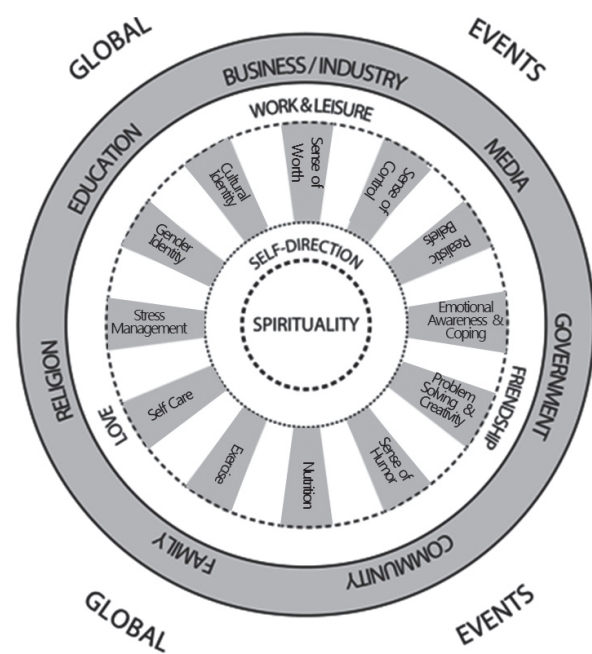 GLOBAL
EVENTS
BUSINESS/INDUSTRY
EDUCATION
MEDIA
WORK & LEISURE
Sense of
Worth
Sense of
Control
Cultural
Identity
Realistic
Beliefs
Gender
Identity
SELF-DIRECTION
Stress
Management
SPIRITUALITY
Emotional
Awareness &
Coping
GOVERNMENT
RELIGION
LOVE
Self Care
Problem
Solving &
Creativity
FRIENDSHIP
Exercise
Nutrition
Sense of
Humor
FAMILY
COMMUNITY
GLOBAL
EVENTS